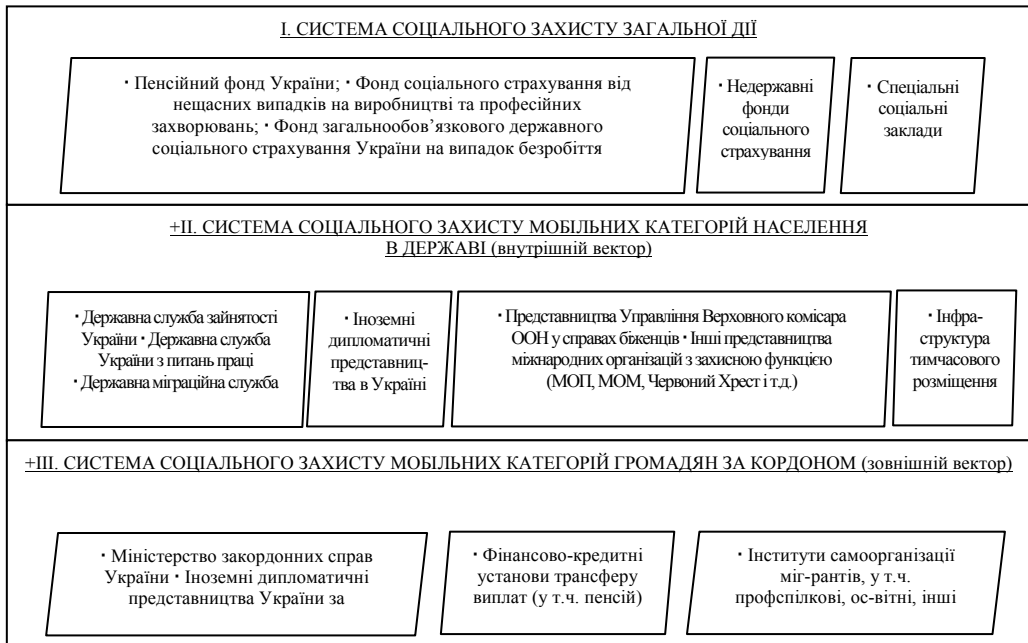 І. СИСТЕМА СОЦІАЛЬНОГО ЗАХИСТУ ЗАГАЛЬНОЇ ДІЇ
· Пенсійний фонд України; · Фонд соціального страхування від
нещасних випадків на виробництві та професійних
захворювань; · Фонд загальнообов’язкового державного
соціального страхування України на випадок безробіття
· Недержавні
фонди
соціального
страхування
· Спеціальні
соціальні
заклади
+ІІ. СИСТЕМА СОЦІАЛЬНОГО ЗАХИСТУ МОБІЛЬНИХ КАТЕГОРІЙ НАСЕЛЕННЯ
В ДЕРЖАВІ (внутрішній вектор)
· Державна служба зайнятості
України · Державна служба
України з питань праці
· Державна міграційна служба
· Іноземні
дипломатичні
представниц-
тва в Україні
· Представництва Управління Верховного комісара
ООН у справах біженців · Інші представництва
міжнародних організацій з захисною функцією
(МОП, МОМ, Червоний Хрест і т.д.)
· Інфра-
структура
тимчасового
розміщення
+ІІІ. СИСТЕМА СОЦІАЛЬНОГО ЗАХИСТУ МОБІЛЬНИХ КАТЕГОРІЙ ГРОМАДЯН ЗА КОРДОНОМ (зовнішній вектор)
· Міністерство закордонних справ
України · Іноземні дипломатичні
представництва України за
· Фінансово-кредитні
установи трансферу
виплат (у т.ч. пенсій)
· Інститути самоорганізації
міг-рантів, у т.ч.
профспілкові, ос-вітні, інші